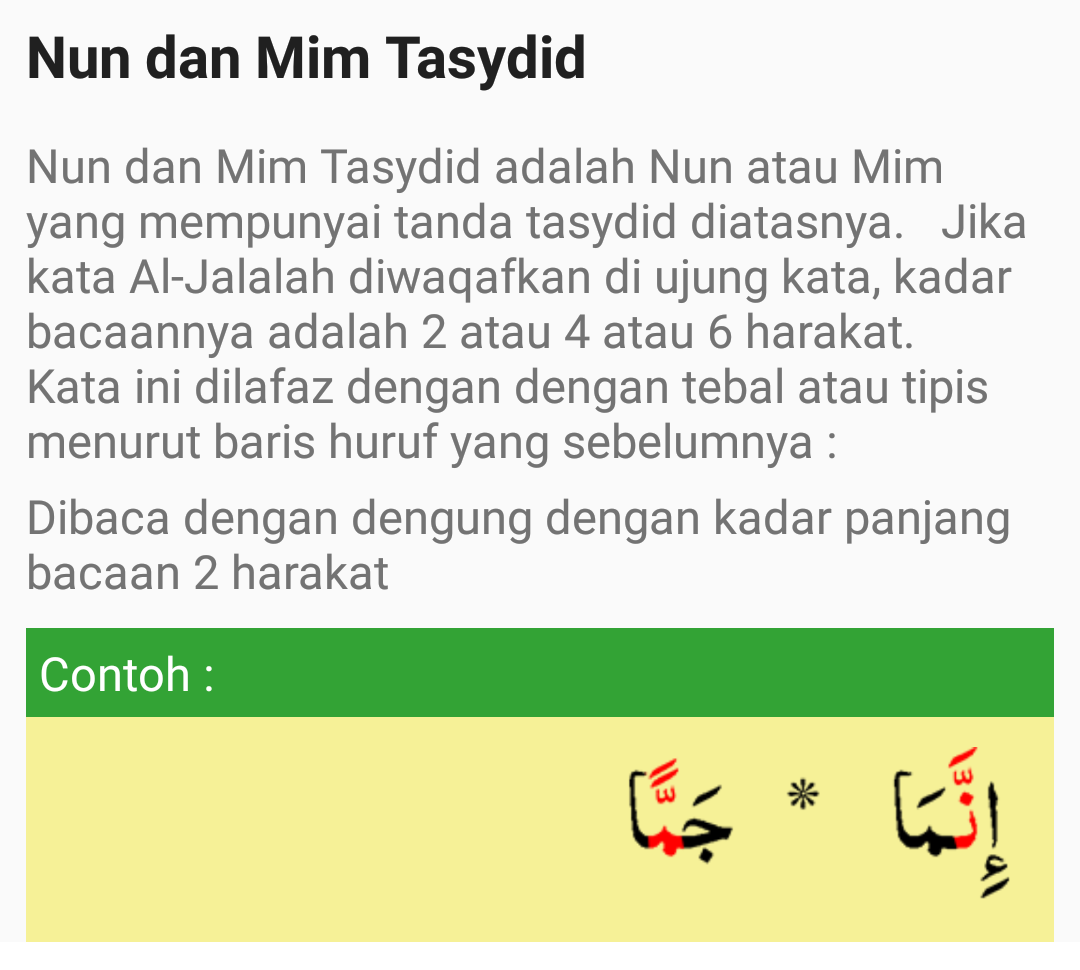 Nun dan Mim Tasydid
Nun dan Mim Tasydid adalah Nun atau Mim
yang mempunyai tanda tasydid diatasnya.   Jika
kata Al-Jalalah diwaqafkan di ujung kata, kadar
bacaannya adalah 2 atau 4 atau 6 harakat.
Kata ini dilafaz dengan dengan tebal atau tipis
menurut baris huruf yang sebelumnya :
Dibaca dengan dengung dengan kadar panjang
bacaan 2 harakat
Contoh :
إِنَّمَا * جَمًّا